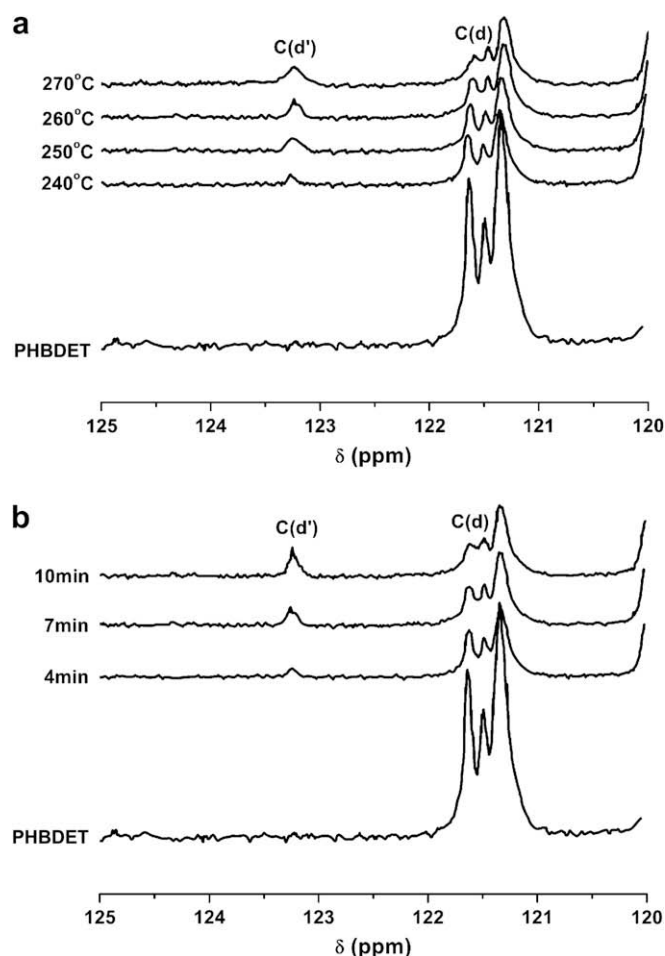 a
C(d') C(d)
270°C
260°C
250°C
240°C
PHBDET
125 124 123 122 121 120
δ (ppm)
b
C(d') C(d)
10min
7min
4min
PHBDET
125 124 123 122 121 120
δ (ppm)